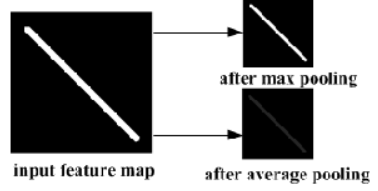 after max pooling
input feature map
after average pooling